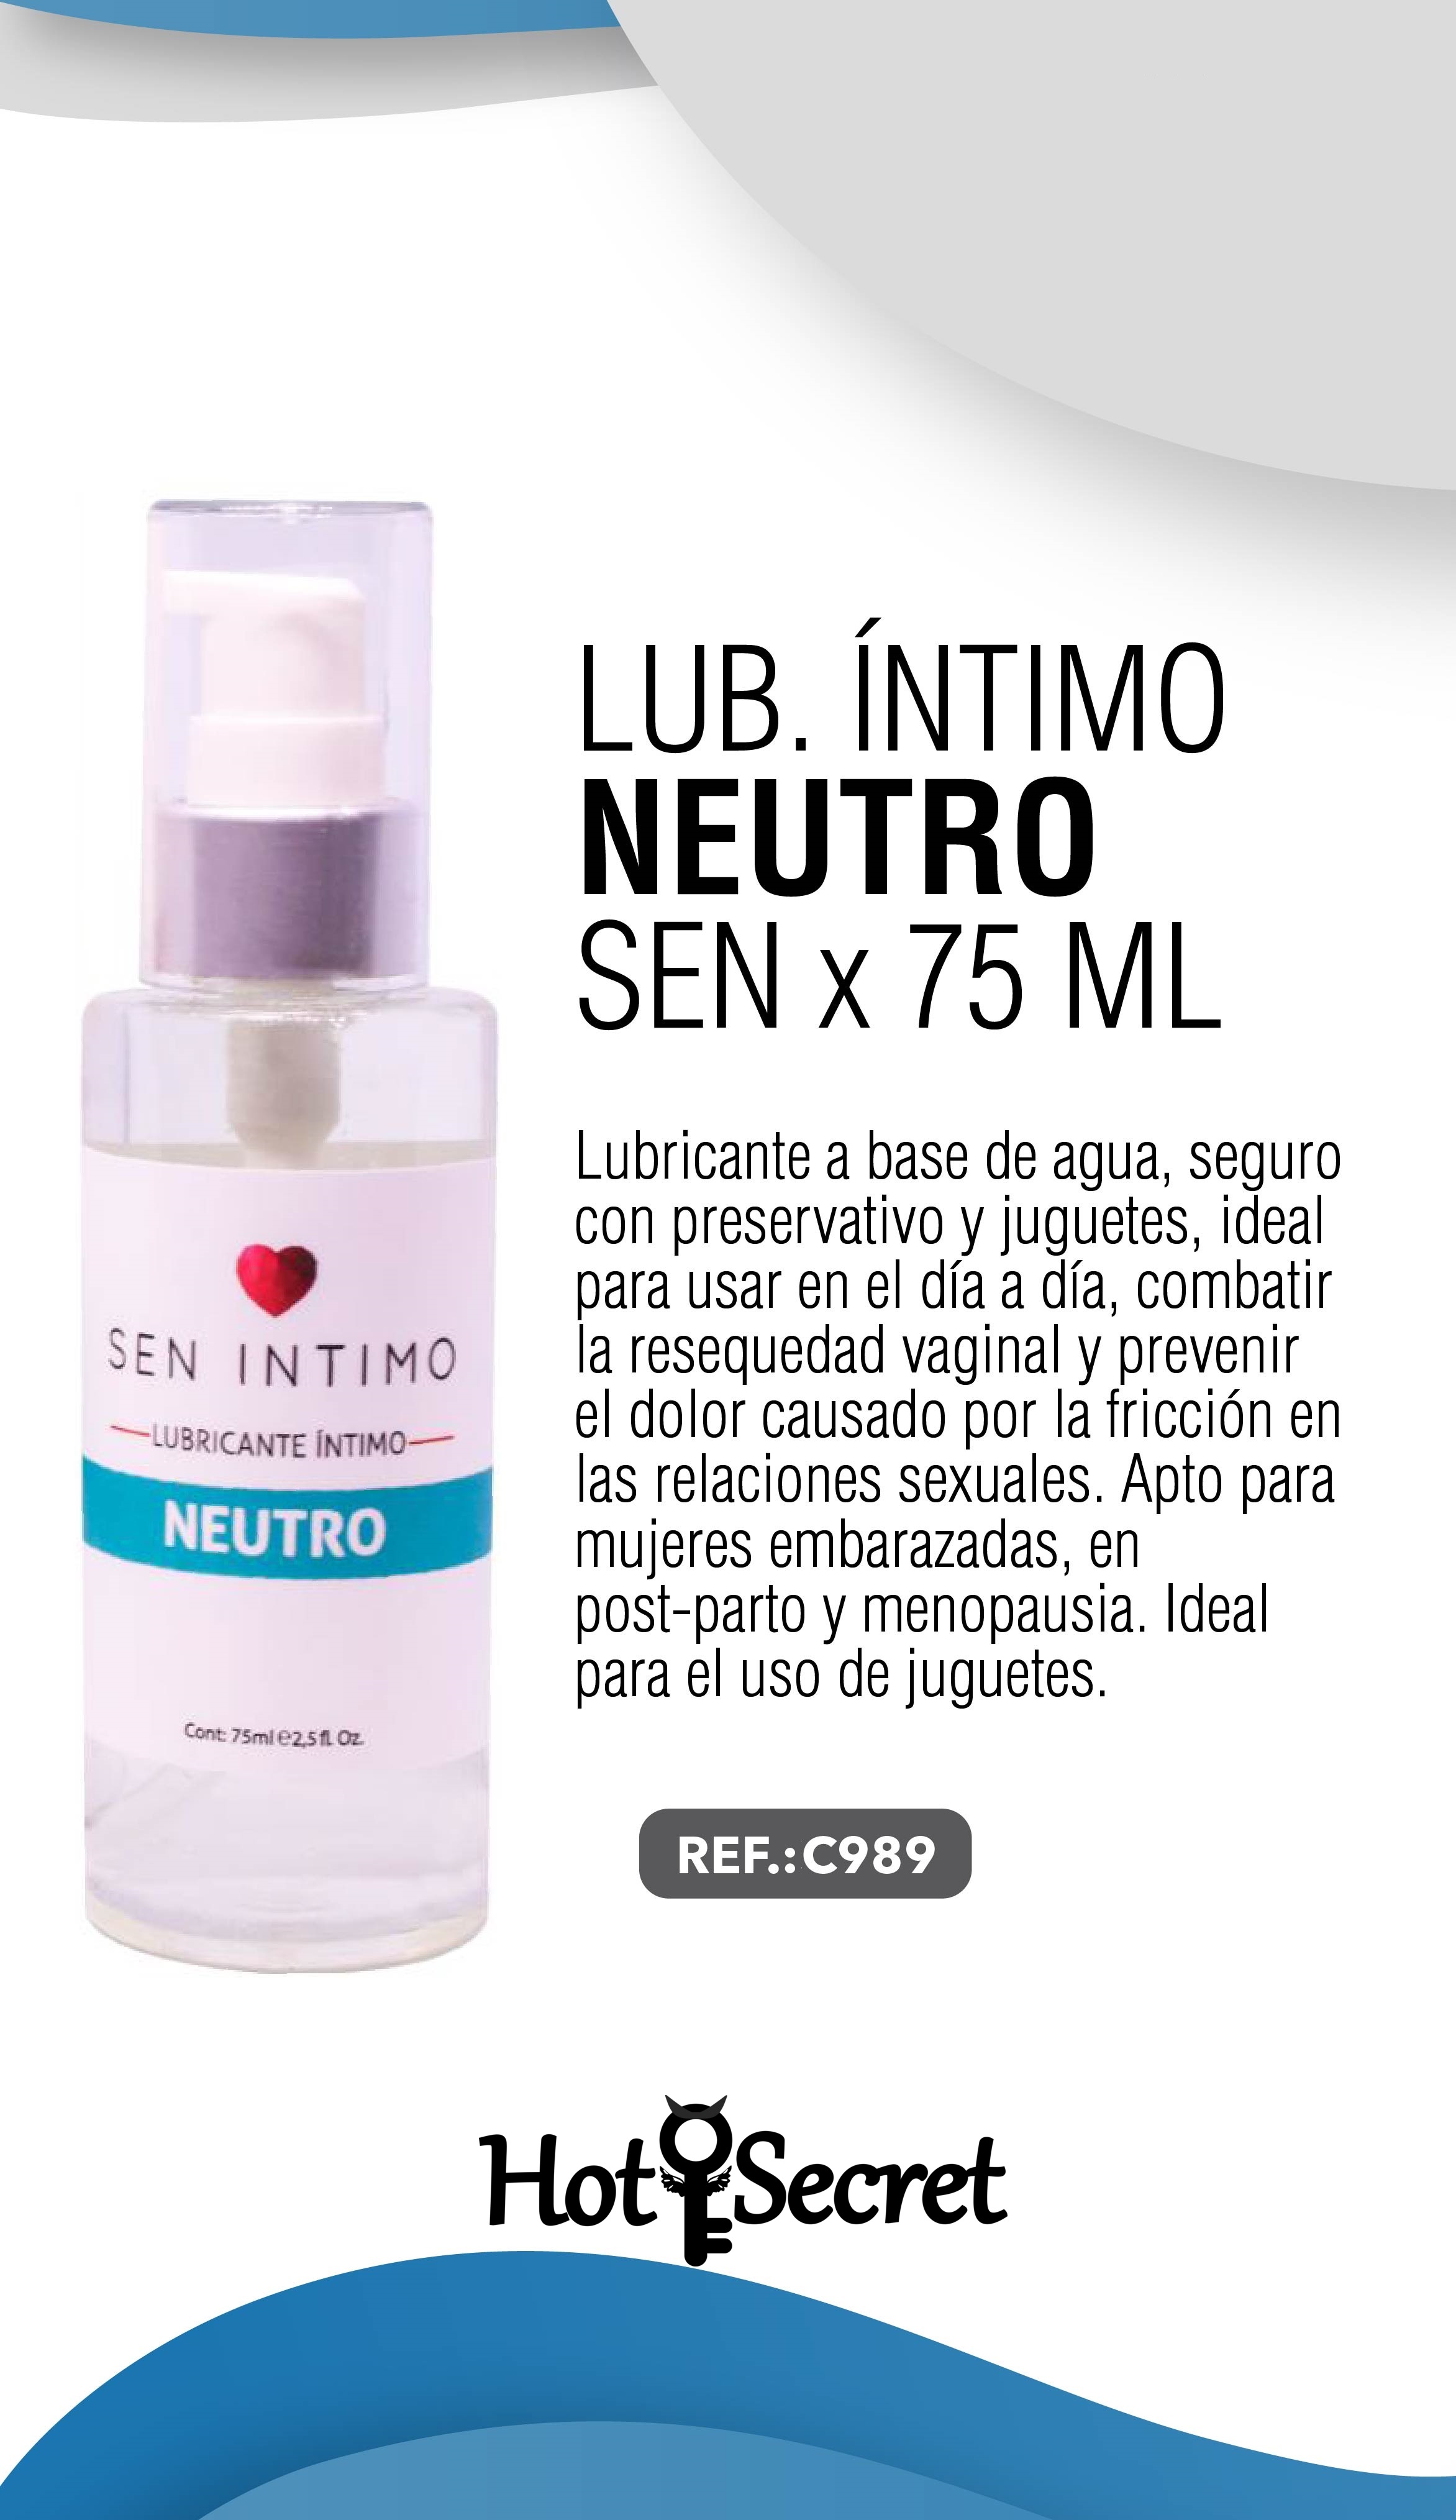 LUB. ÍNTIMO
NEUTRO
SEN x 75 ML
Lubricante a base de agua, seguro
con preservativo y juguetes, ideal
para usar en el día a día, combatir
la resequedad vaginal y prevenir
el dolor causado por la fricción en
las relaciones sexuales. Apto para
mujeres embarazadas, en
post-parto y menopausia. Ideal
para el uso de juguetes.
REF.:C989
SEN INTIMO
LUBRICANTE ÍNTIMO
NEUTRO
Cont: 75ml ℮2,5 fl. Oz.
Hot Secret